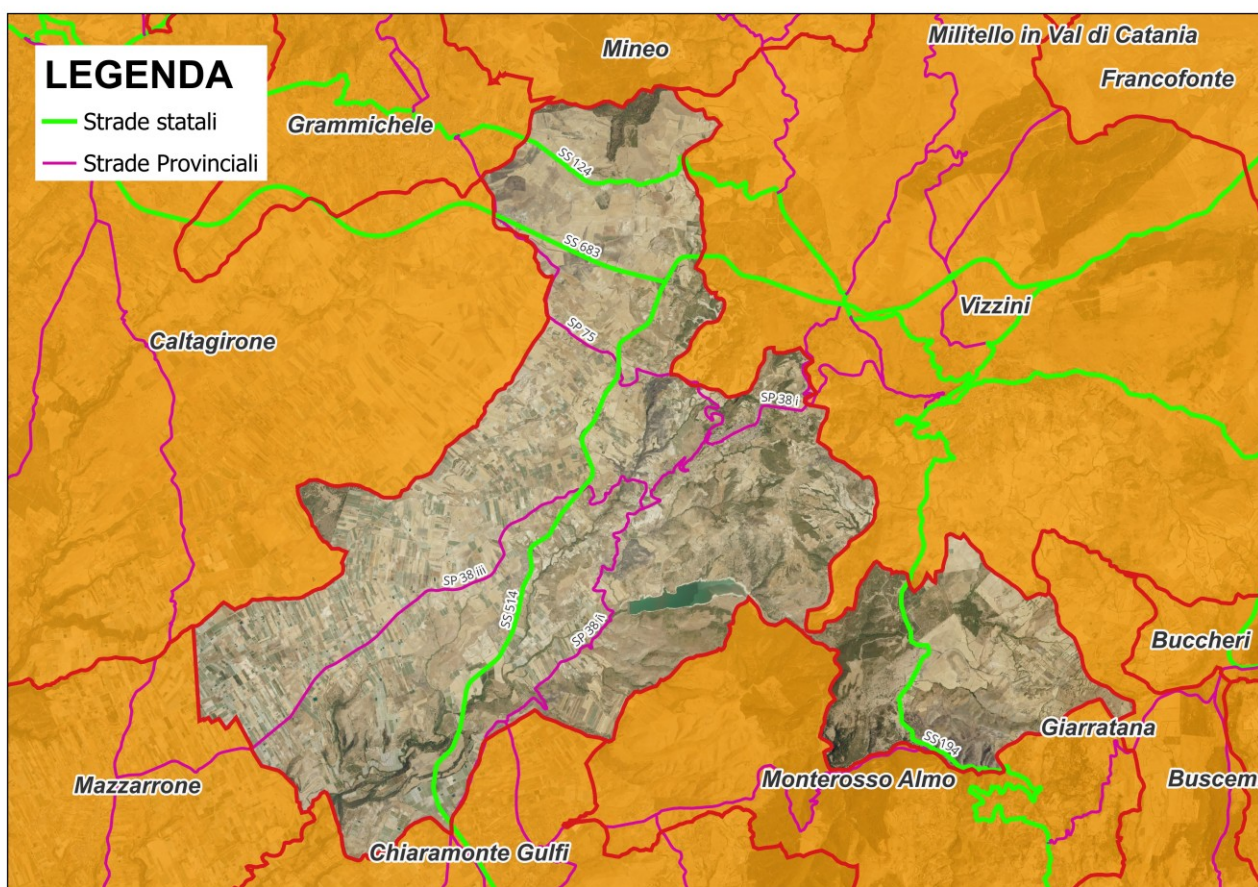 LEGENDA
Strade statali
Strade Provinciali
Mineo
Militello in Val di Catania
Francofonte
Grammichele
SS 124
SS 683
Vizzini
Caltagirone
SP 75
SP 38 i
SP 38 iii
SS 514
SP 38 ii
Buccheri
Giarratana
SS 194
Mazzarrone
Monterosso Almo
Buscem
Chiaramonte Gulfi